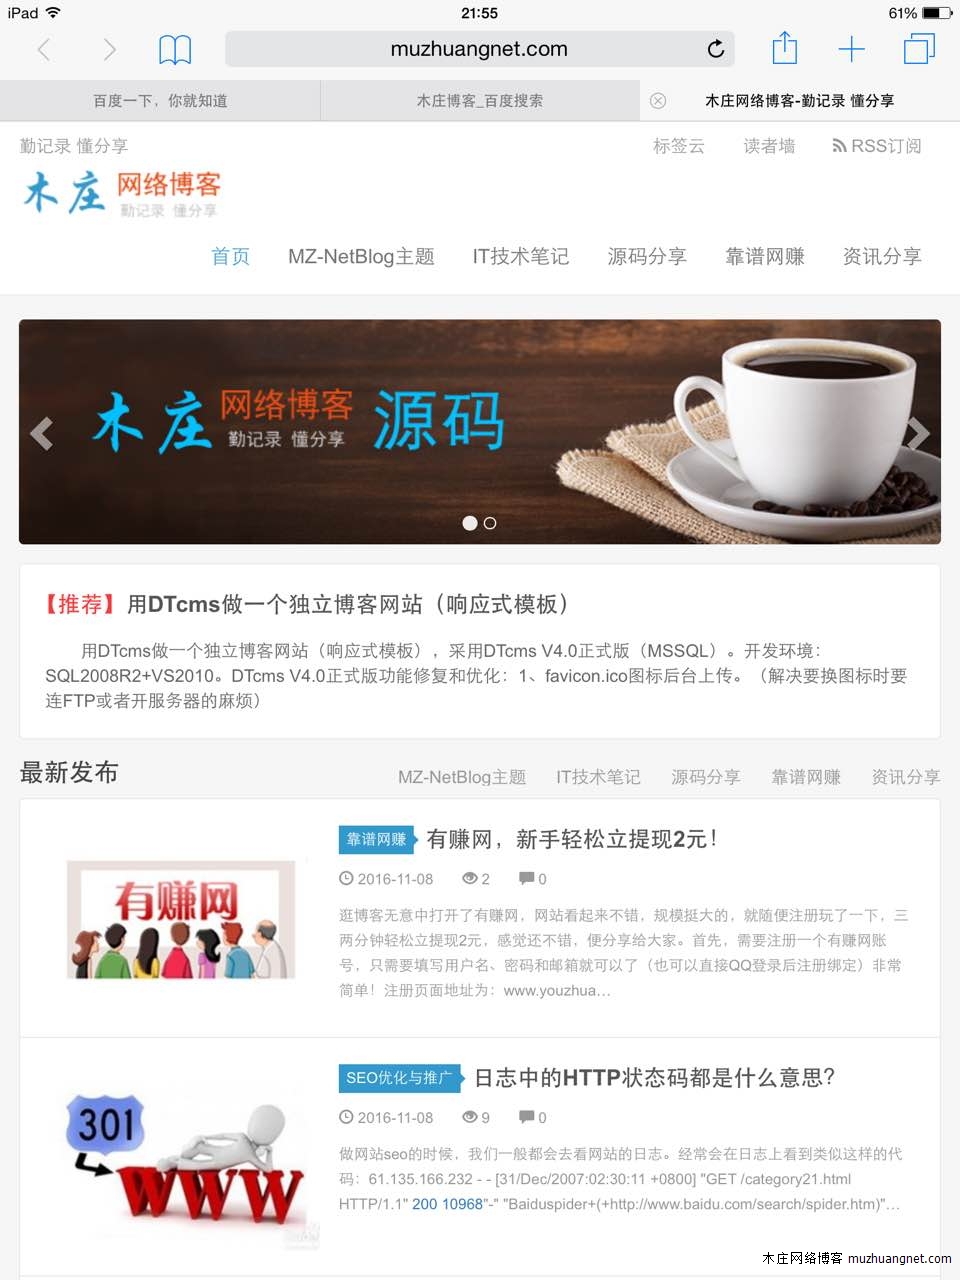 iPad 21:55 61%
muzhuangnet.com
百度一下，你就知道 木庄博客_百度搜索 木庄网络博客-勤记录 懂分享
勤记录 懂分享 标签云 读者墙 RSS订阅
木庄 网络博客
勤记录 懂分享
首页 MZ-NetBlog主题 IT技术笔记 源码分享 靠谱网赚 资讯分享
木庄 网络博客 源码
勤记录 懂分享
【推荐】用DTcms做一个独立博客网站（响应式模板）
用DTcms做一个独立博客网站（响应式模板），采用DTcms V4.0正式版（MSSQL）。开发环境：
SQL2008R2+VS2010。DTcms V4.0正式版功能修复和优化：1、favicon.ico图标后台上传。（解决要换图标时要
连FTP或者开服务器的麻烦）
最新发布 MZ-NetBlog主题 IT技术笔记 源码分享 靠谱网赚 资讯分享
有赚网
靠谱网赚 有赚网，新手轻松立提现2元！
2016-11-08 2 0
逛博客无意中打开了有赚网，网站看起来不错，规模挺大的，就随便注册玩了一下，三
两分钟轻松立提现2元，感觉还不错，便分享给大家。首先，需要注册一个有赚网账
号，只需要填写用户名、密码和邮箱就可以了（也可以直接QQ登录后注册绑定）非常
简单！注册页面地址为：www.youzhua…
301
WWW
SEO优化与推广 日志中的HTTP状态码都是什么意思？
2016-11-08 9 0
做网站seo的时候，我们一般都会去看网站的日志。经常会在日志上看到类似这样的代
码：61.135.166.232 - - [31/Dec/2007:02:30:11 +0800] "GET /category21.html
HTTP/1.1" 200 10968"-" "Baiduspider+(+http://www.baidu.com/search/spider.htm)"…
木庄网络博客 muzhuangnet.com